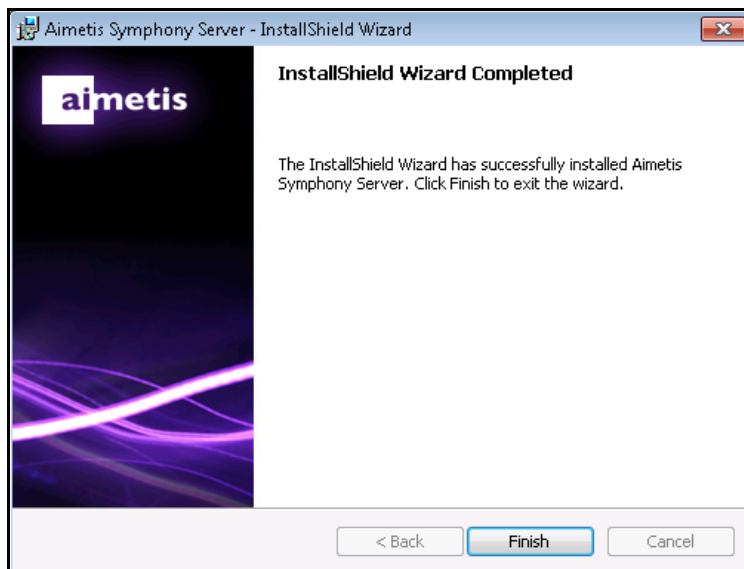 Aimetis Symphony Server - InstallShield Wizard
aimetis
InstallShield Wizard Completed
The InstallShield Wizard has successfully installed Aimetis
Symphony Server. Click Finish to exit the wizard.
< Back
Finish
Cancel